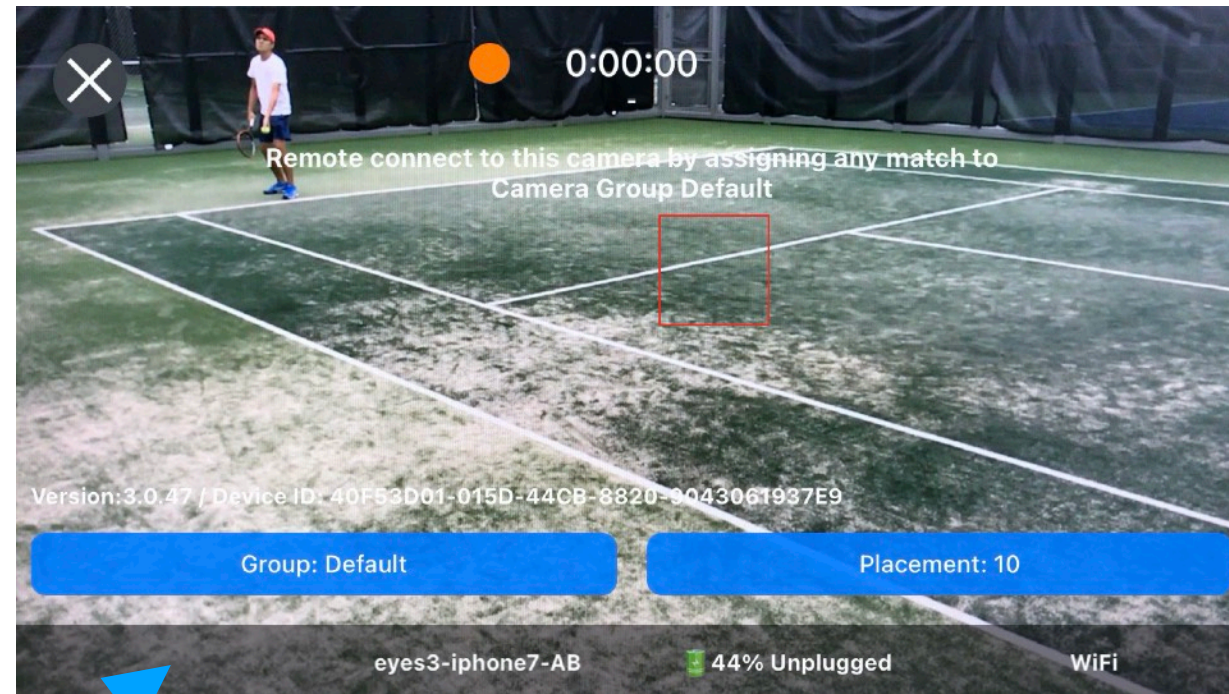 0:00:00
Remote connect to this camera by assigning any match to
Camera Group Default
Version:3.0.47 / Device ID: 40F53D01-015D-44CB-8820-9043061937E9
Group: Default
Placement: 10
eyes3-iphone7-AB
44% Unplugged
WiFi